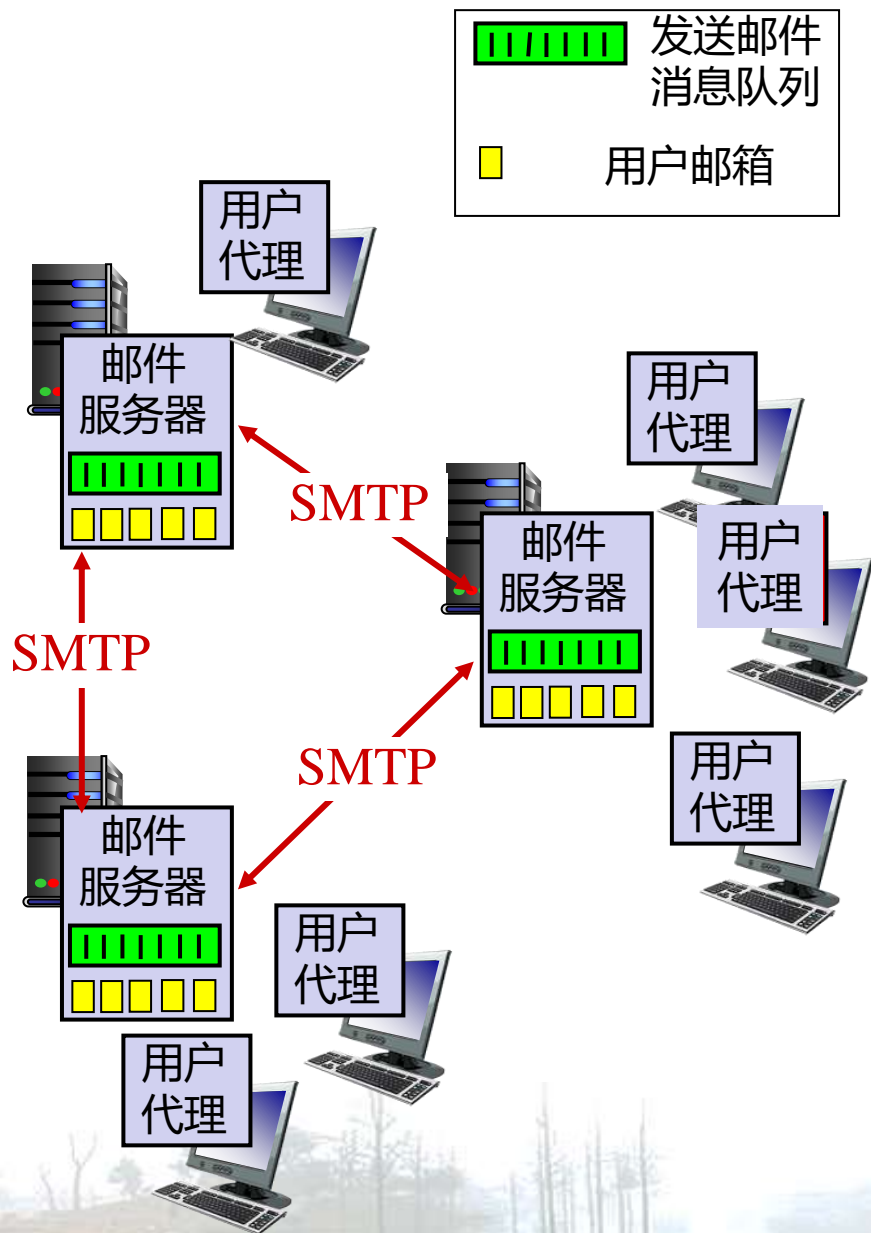 发送邮件
消息队列
用户邮箱
用户
代理
邮件
服务器
用户
代理
SMTP
邮件
服务器
用户
代理
SMTP
SMTP
用户
代理
邮件
服务器
用户
代理
用户
代理